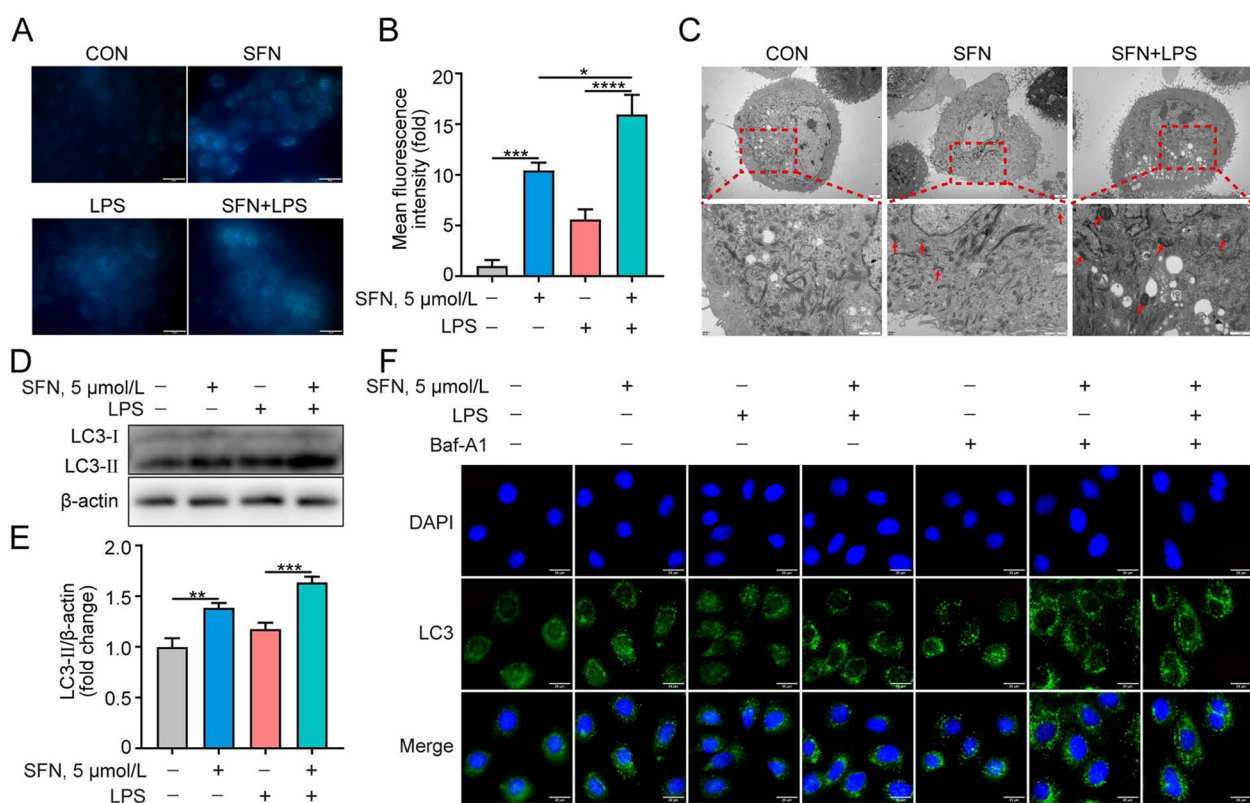 A
CON SFN
LPS SFN+LPS
B
Mean fluorescence
intensity (fold)
20
15
10
5
0
*
****
***
SFN, 5 μmol/L – + – +
LPS – – + +
C
CON SFN SFN+LPS
D
SFN, 5 μmol/L – + – +
LPS – – + +
LC3-I
LC3-II
β-actin
E
LC3-II/β-actin
(fold change)
2.0
1.5
1.0
0.5
0
**
***
SFN, 5 μmol/L – + – +
LPS – – + +
F
SFN, 5 μmol/L – + – + – + +
LPS – – + + – – +
Baf-A1 – – – – + + +
DAPI
LC3
Merge